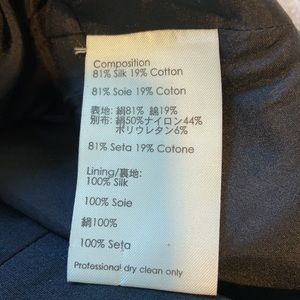 Composition
81% Silk 19% Cotton
81% Soie 19% Coton
表地: 絹81% 綿19%
別布: 絹50%ナイロン44%
ポリウレタン6%
81% Seta 19% Cotone
Lining/裏地:
100% Silk
100% Soie
絹100%
100% Seta
Professional dry clean only